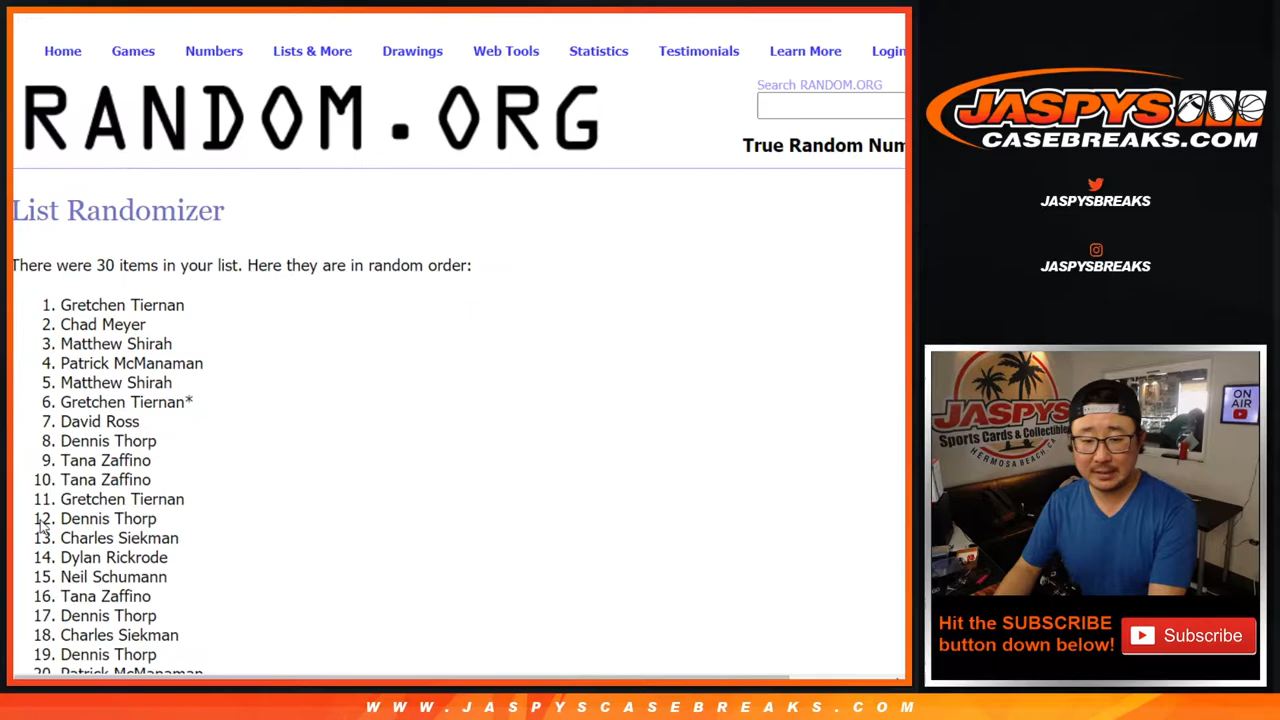 Home Games Numbers Lists & More Drawings Web Tools Statistics Testimonials Learn More Login
RANDOM.ORG
Search RANDOM.ORG
True Random Num
List Randomizer
There were 30 items in your list. Here they are in random order:
1. Gretchen Tiernan
2. Chad Meyer
3. Matthew Shirah
4. Patrick McManaman
5. Matthew Shirah
6. Gretchen Tiernan*
7. David Ross
8. Dennis Thorp
9. Tana Zaffino
10. Tana Zaffino
11. Gretchen Tiernan
12. Dennis Thorp
13. Charles Siekman
14. Dylan Rickrode
15. Neil Schumann
16. Tana Zaffino
17. Dennis Thorp
18. Charles Siekman
19. Dennis Thorp
20. Patrick McManaman
JASPYS
CASEBREAKS.COM
JASPYSBREAKS
JASPYSBREAKS
JASPYS
Sports Cards & Collectibles
HERMOSA BEACH CA
ON
AIR
Hit the SUBSCRIBE
button down below!
Subscribe
WWW.JASPYSCASEBREAKS.COM